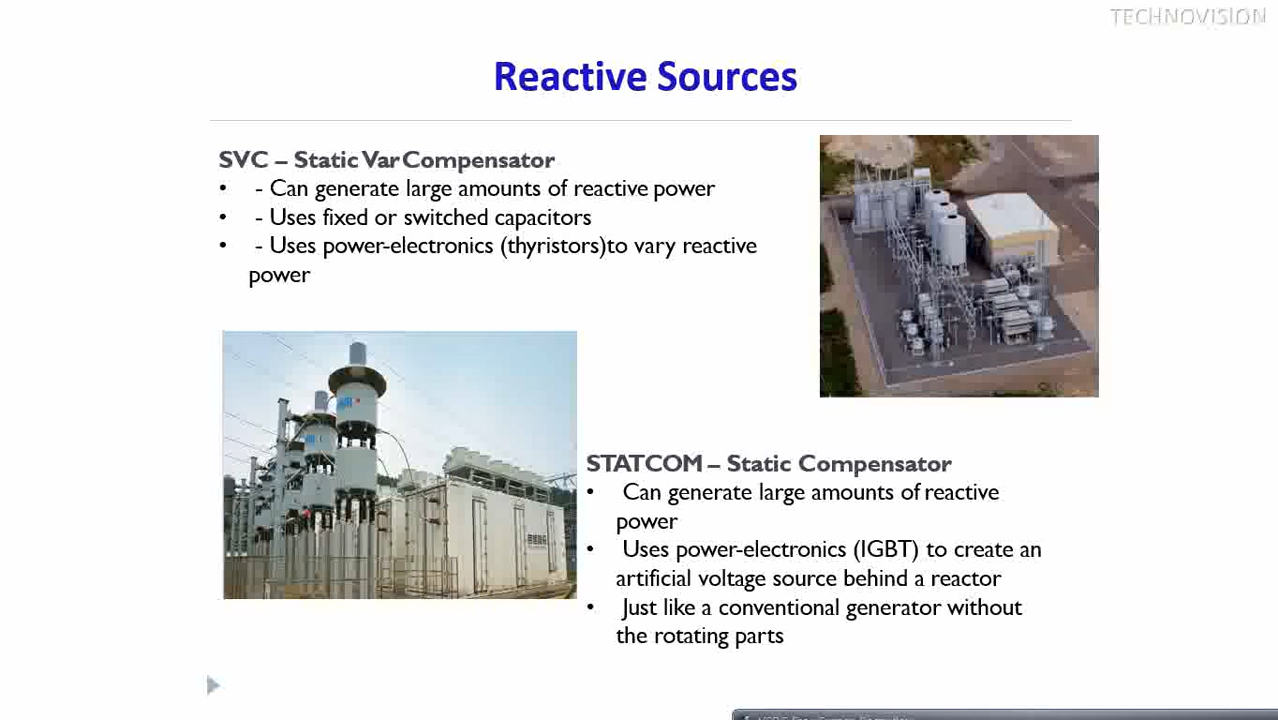 TECHNOVISION
Reactive Sources
SVC – Static Var Compensator
• - Can generate large amounts of reactive power
• - Uses fixed or switched capacitors
• - Uses power-electronics (thyristors)to vary reactive
power
STATCOM – Static Compensator
• Can generate large amounts of reactive
power
• Uses power-electronics (IGBT) to create an
artificial voltage source behind a reactor
• Just like a conventional generator without
the rotating parts